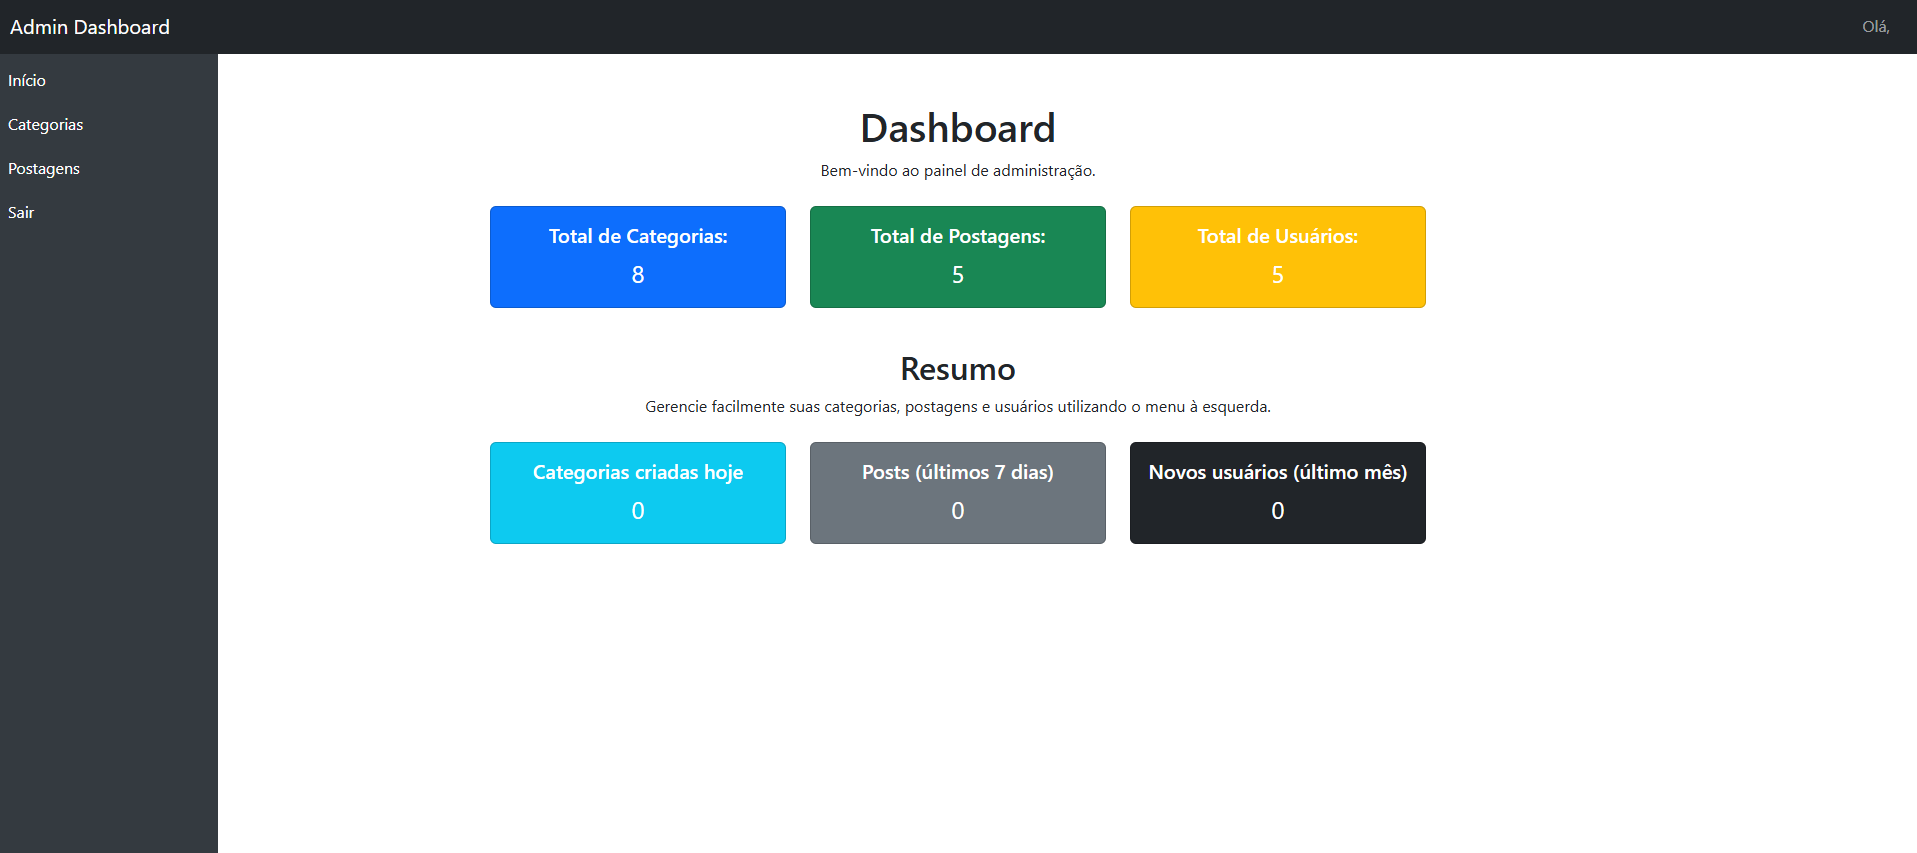 Admin Dashboard
Olá,
Início
Categorias
Postagens
Sair
Dashboard
Bem-vindo ao painel de administração.
Total de Categorias:
8
Total de Postagens:
5
Total de Usuários:
5
Resumo
Gerencie facilmente suas categorias, postagens e usuários utilizando o menu à esquerda.
Categorias criadas hoje
0
Posts (últimos 7 dias)
0
Novos usuários (último mês)
0